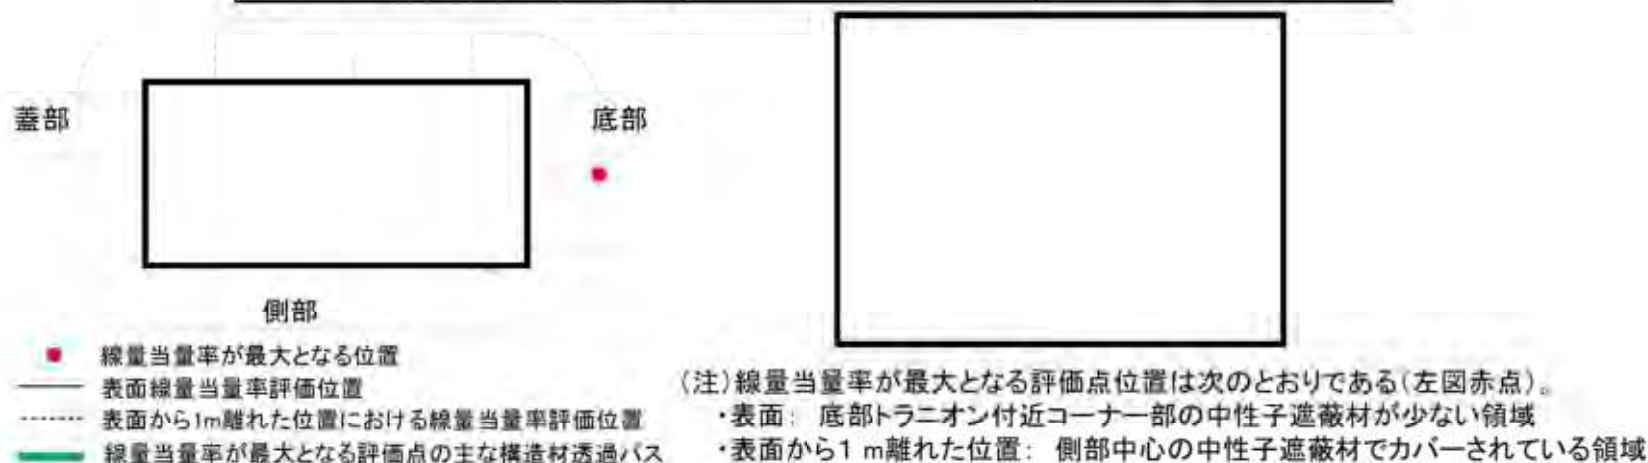 蓋部
底部
側部
線量当量率が最大となる位置
表面線量当量率評価位置
表面から1m離れた位置における線量当量率評価位置
線量当量率が最大となる評価点の主な構造材透過パス
(注)線量当量率が最大となる評価点位置は次のとおりである(左図赤点)。
・表面: 底部トラニオン付近コーナー部の中性子遮蔽材が少ない領域
・表面から1 m離れた位置: 側部中心の中性子遮蔽材でカバーされている領域